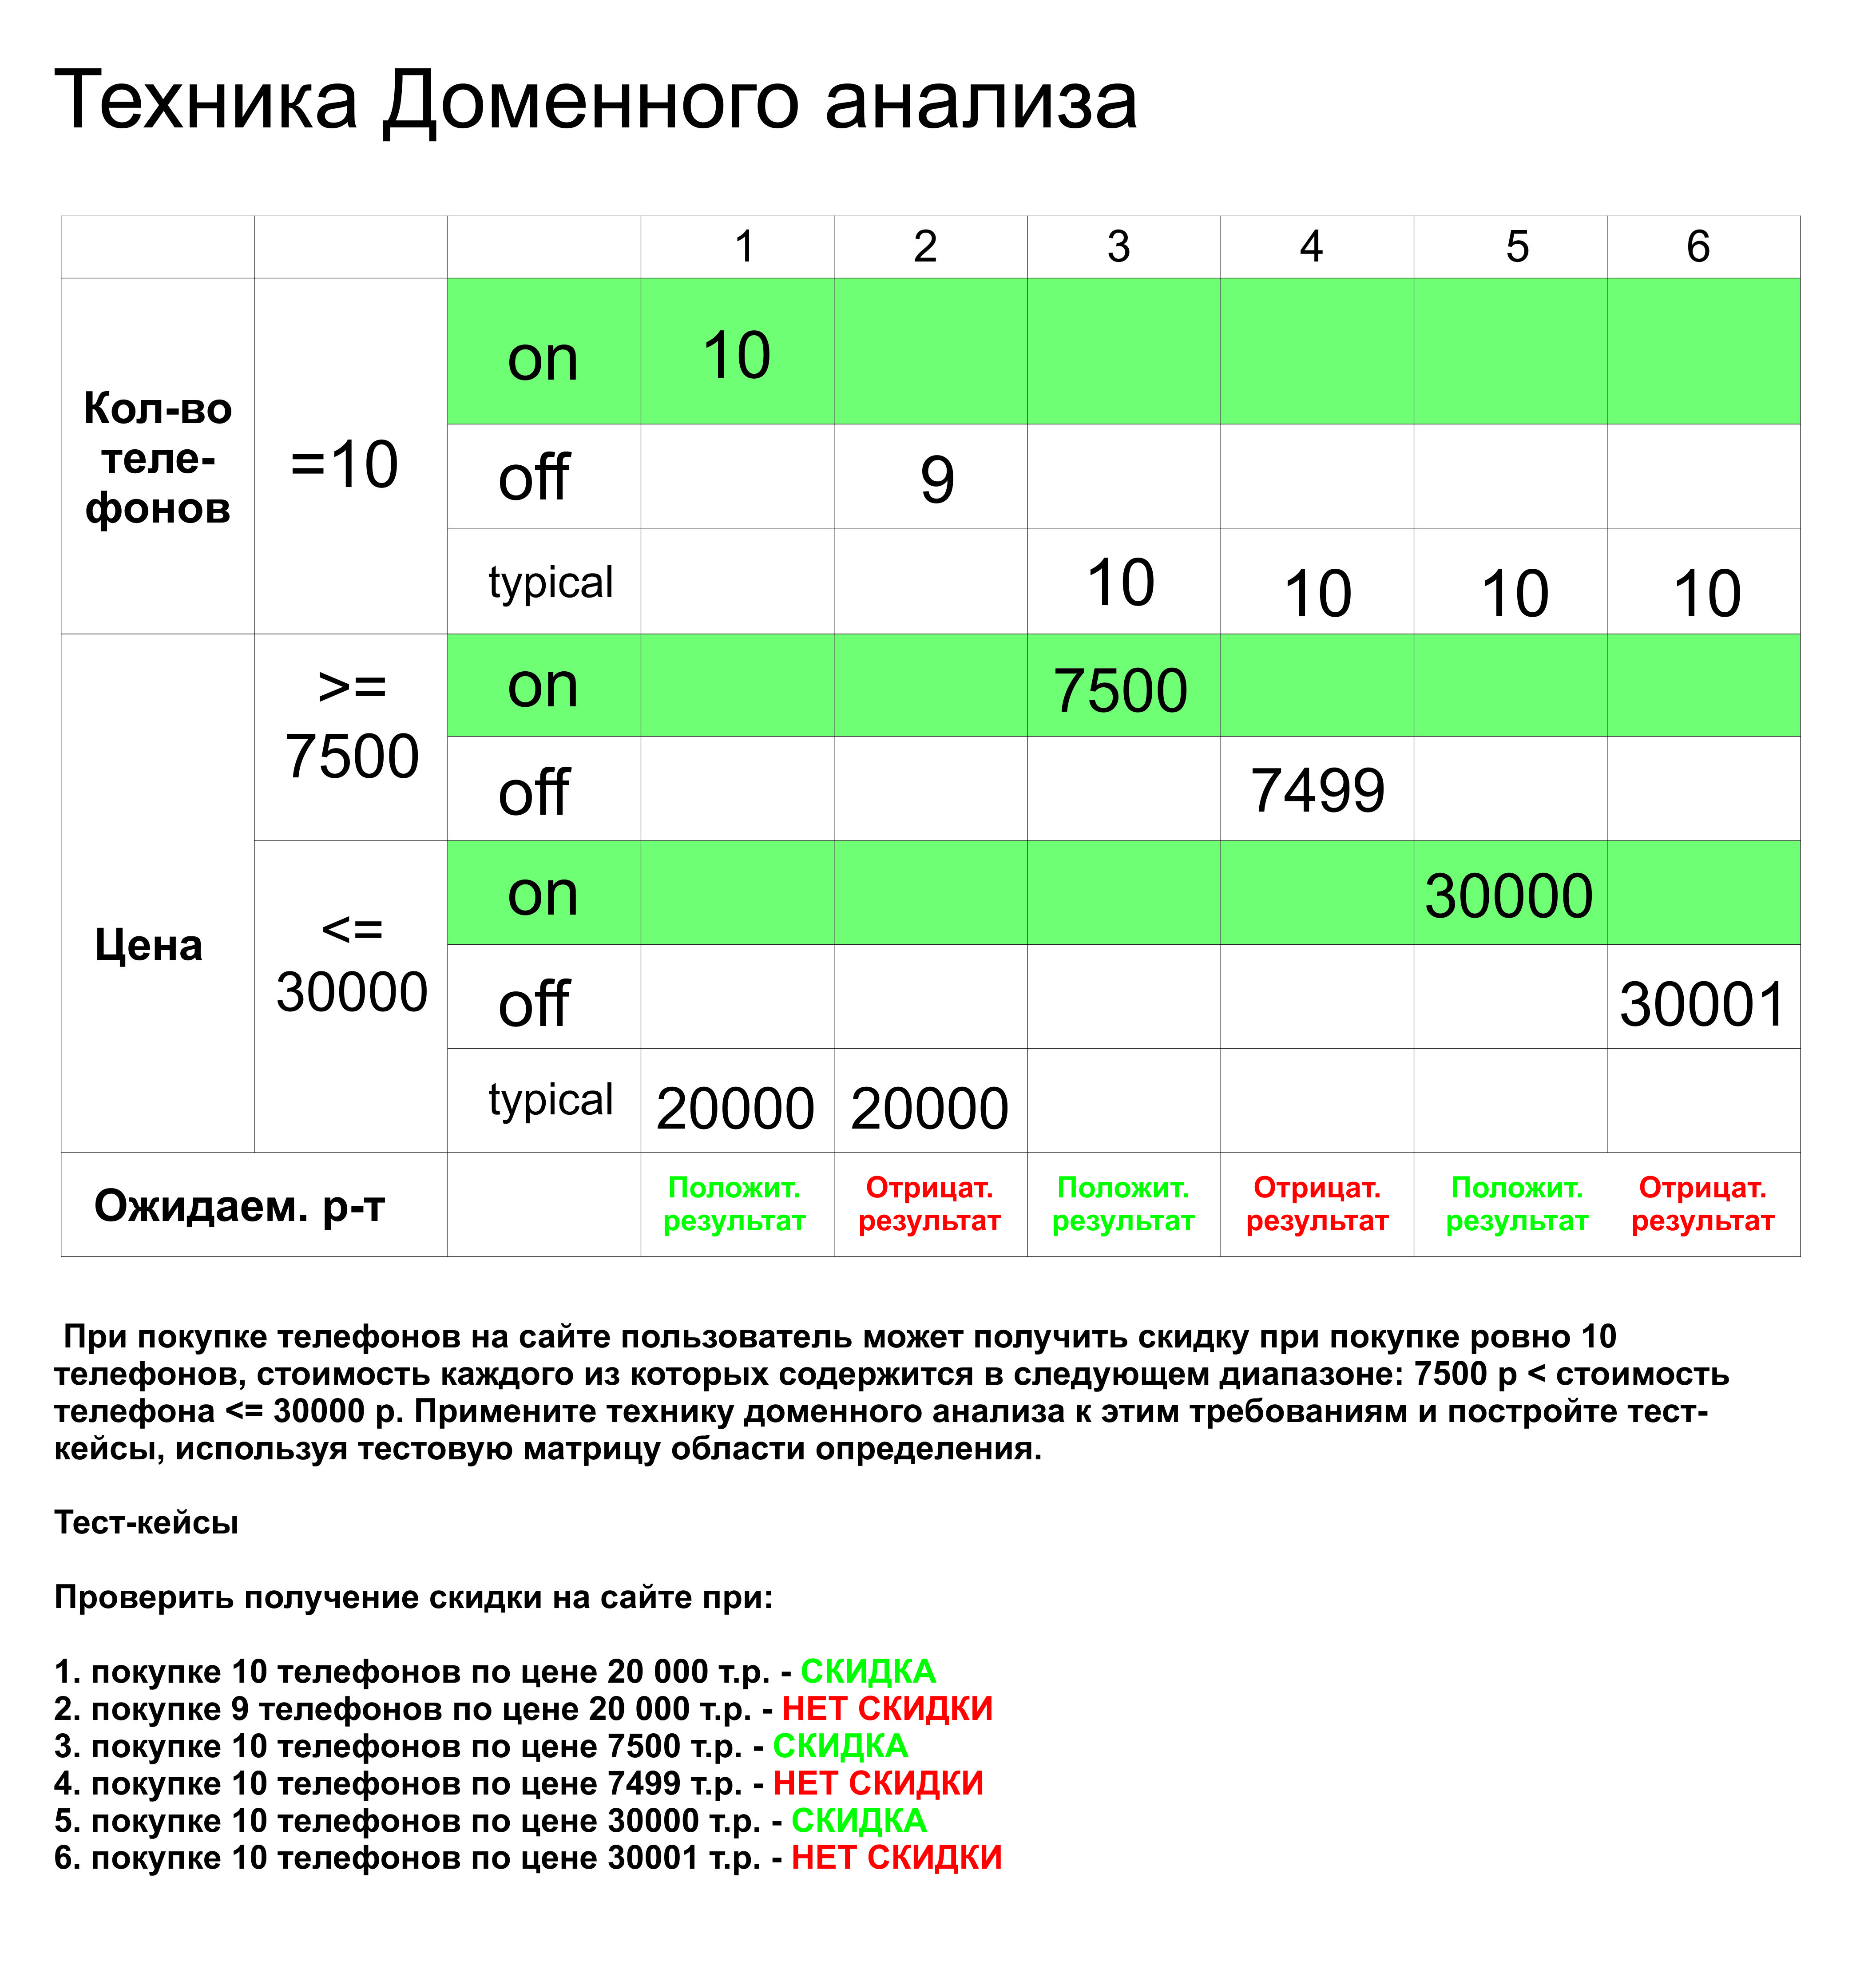 Техника Доменного анализа
1 2 3 4 5 6
Кол-во
теле-
фонов
=10
on 10
off 9
typical 10 10 10 10
Цена
>=
7500
on 7500
off 7499
<=
30000
on 30000
off 30001
typical 20000 20000
Ожидаем. р-т
Положит.
результат
Отрицат.
результат
Положит.
результат
Отрицат.
результат
Положит.
результат
Отрицат.
результат
При покупке телефонов на сайте пользователь может получить скидку при покупке ровно 10
телефонов, стоимость каждого из которых содержится в следующем диапазоне: 7500 р < стоимость
телефона <= 30000 р. Примените технику доменного анализа к этим требованиям и постройте тест-
кейсы, используя тестовую матрицу области определения.
Тест-кейсы
Проверить получение скидки на сайте при:
1. покупке 10 телефонов по цене 20 000 т.р. - СКИДКА
2. покупке 9 телефонов по цене 20 000 т.р. - НЕТ СКИДКИ
3. покупке 10 телефонов по цене 7500 т.р. - СКИДКА
4. покупке 10 телефонов по цене 7499 т.р. - НЕТ СКИДКИ
5. покупке 10 телефонов по цене 30000 т.р. - СКИДКА
6. покупке 10 телефонов по цене 30001 т.р. - НЕТ СКИДКИ